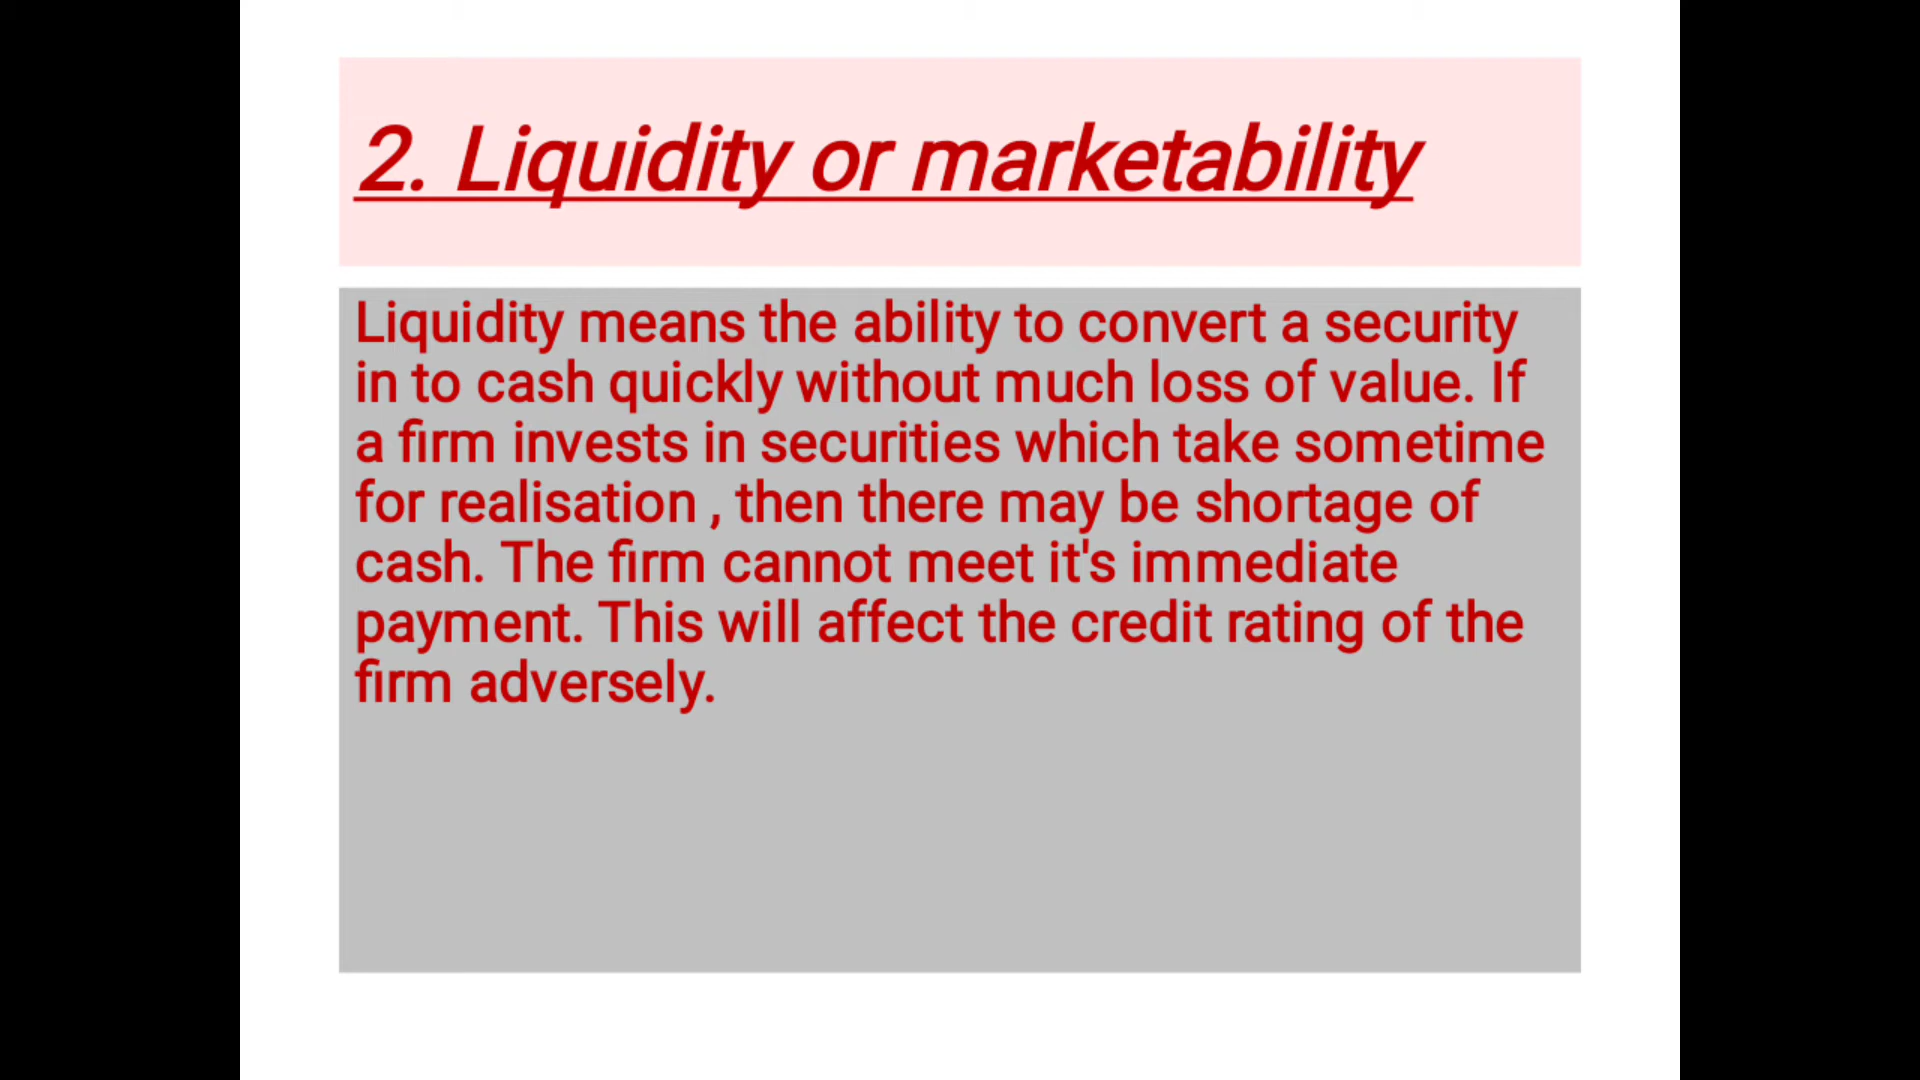 2. Liquidity or marketability
Liquidity means the ability to convert a security
in to cash quickly without much loss of value. If
a firm invests in securities which take sometime
for realisation , then there may be shortage of
cash. The firm cannot meet it's immediate
payment. This will affect the credit rating of the
firm adversely.